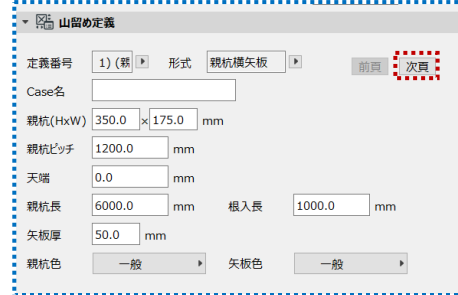 山留め定義
定義番号 1) (親 形式 親杭横矢板 前頁 次頁
Case名
親杭(HxW) 350.0 × 175.0 mm
親杭ピッチ 1200.0 mm
天端 0.0 mm
親杭長 6000.0 mm 根入長 1000.0 mm
矢板厚 50.0 mm
親杭色 一般 矢板色 一般